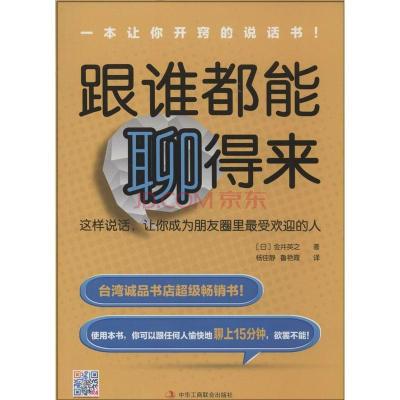 一本让你开窍的说话书！
跟谁都能
聊得来
JD.COM 京东
这样说话，让你成为朋友圈里最受欢迎的人
［日］金井英之 著
杨佳静 鲁艳霞 译
台湾诚品书店超级畅销书！
使用本书，你可以跟任何人愉快地聊上15分钟，欲罢不能！
中华工商联合出版社